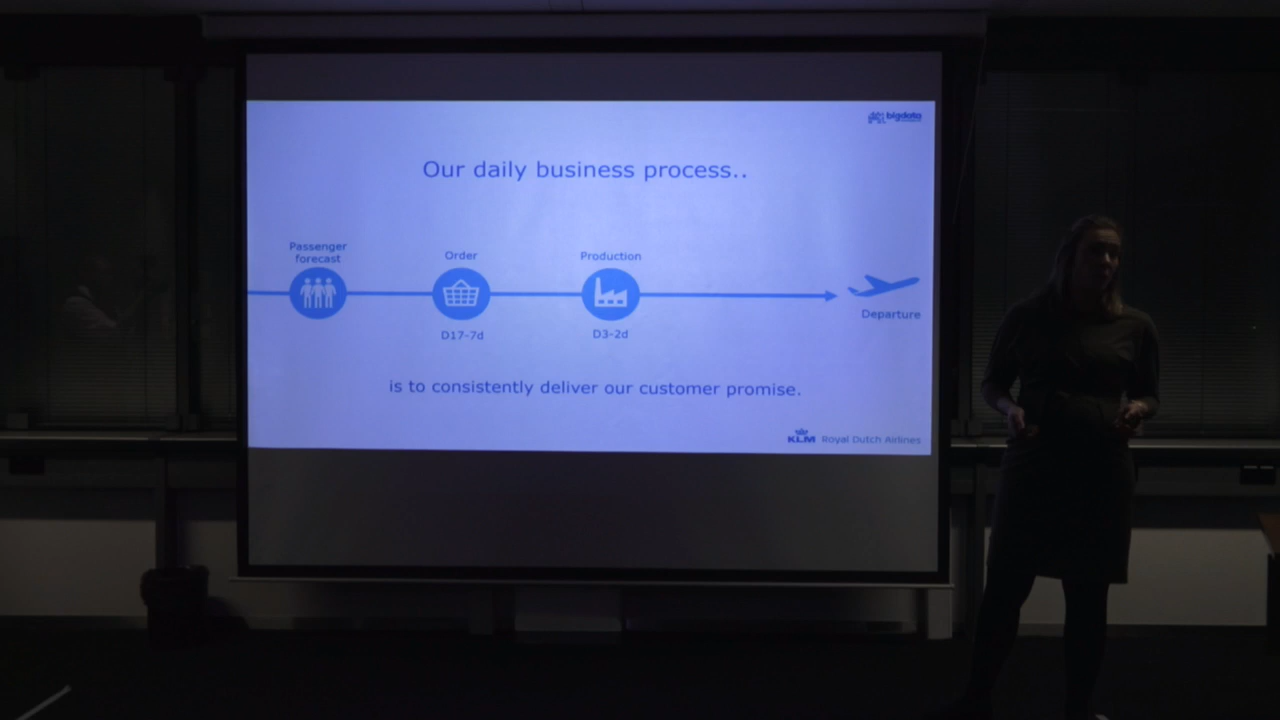 bigdata
Our daily business process..
Passenger
forecast
Order
Production
Departure
D17-7d
D3-2d
is to consistently deliver our customer promise.
KLM Royal Dutch Airlines